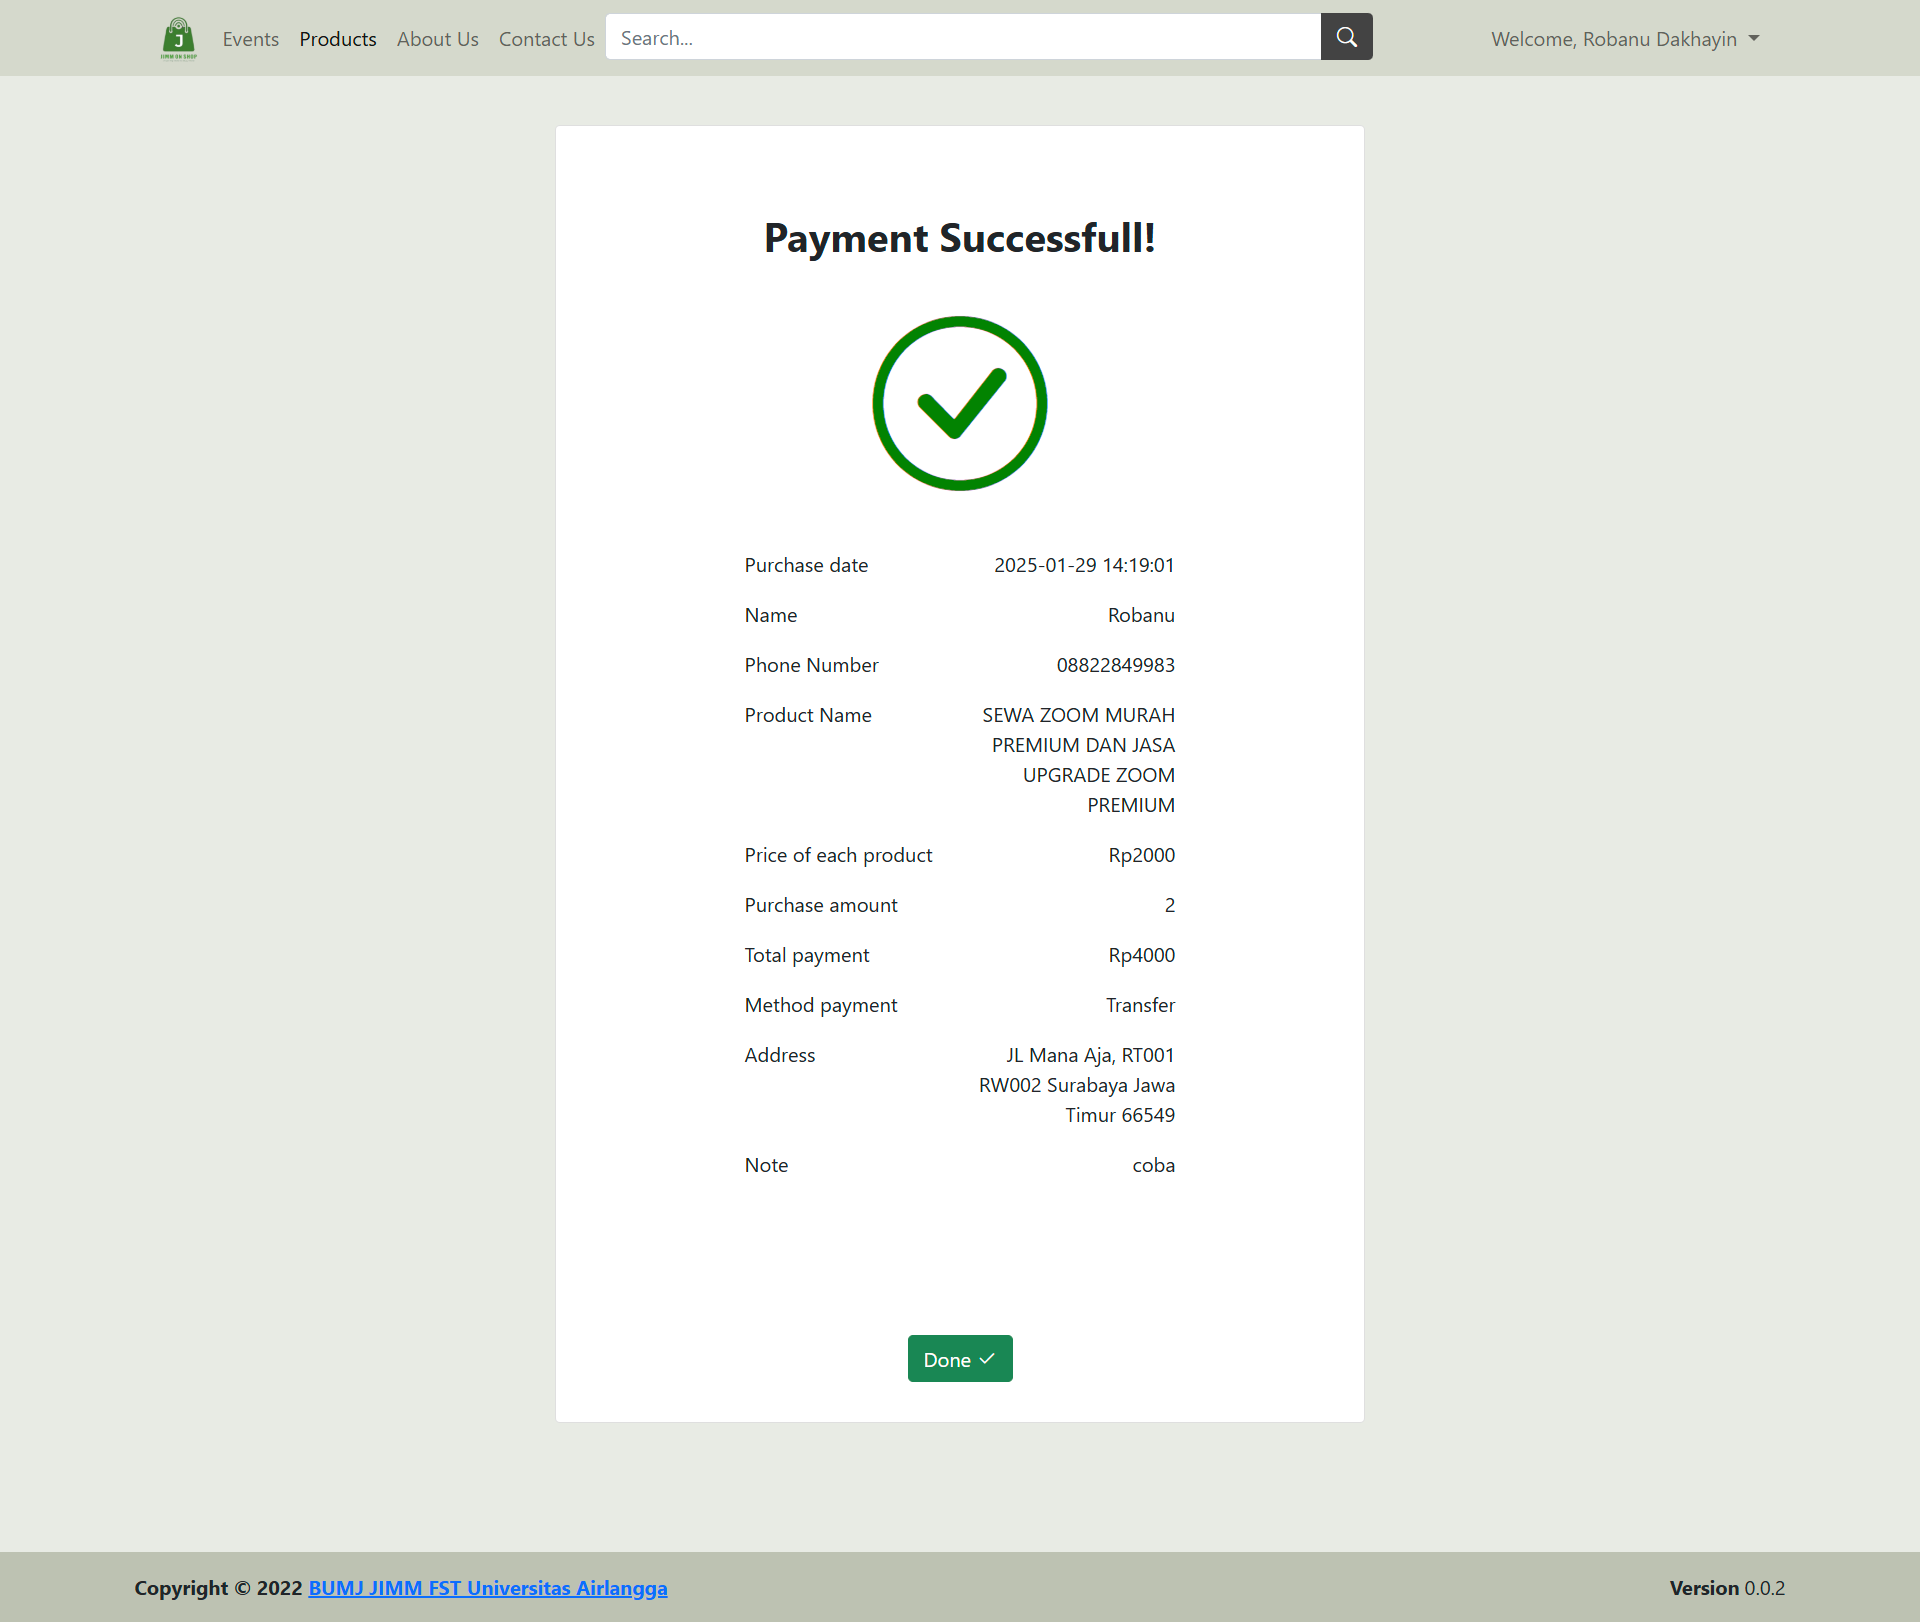 J
JIMM ON SHOP
Events Products About Us Contact Us Search... Welcome, Robanu Dakhayin
Payment Successfull!
Purchase date 2025-01-29 14:19:01
Name Robanu
Phone Number 08822849983
Product Name SEWA ZOOM MURAH
PREMIUM DAN JASA
UPGRADE ZOOM
PREMIUM
Price of each product Rp2000
Purchase amount 2
Total payment Rp4000
Method payment Transfer
Address JL Mana Aja, RT001
RW002 Surabaya Jawa
Timur 66549
Note coba
Done
Copyright © 2022 BUMJ JIMM FST Universitas Airlangga Version 0.0.2